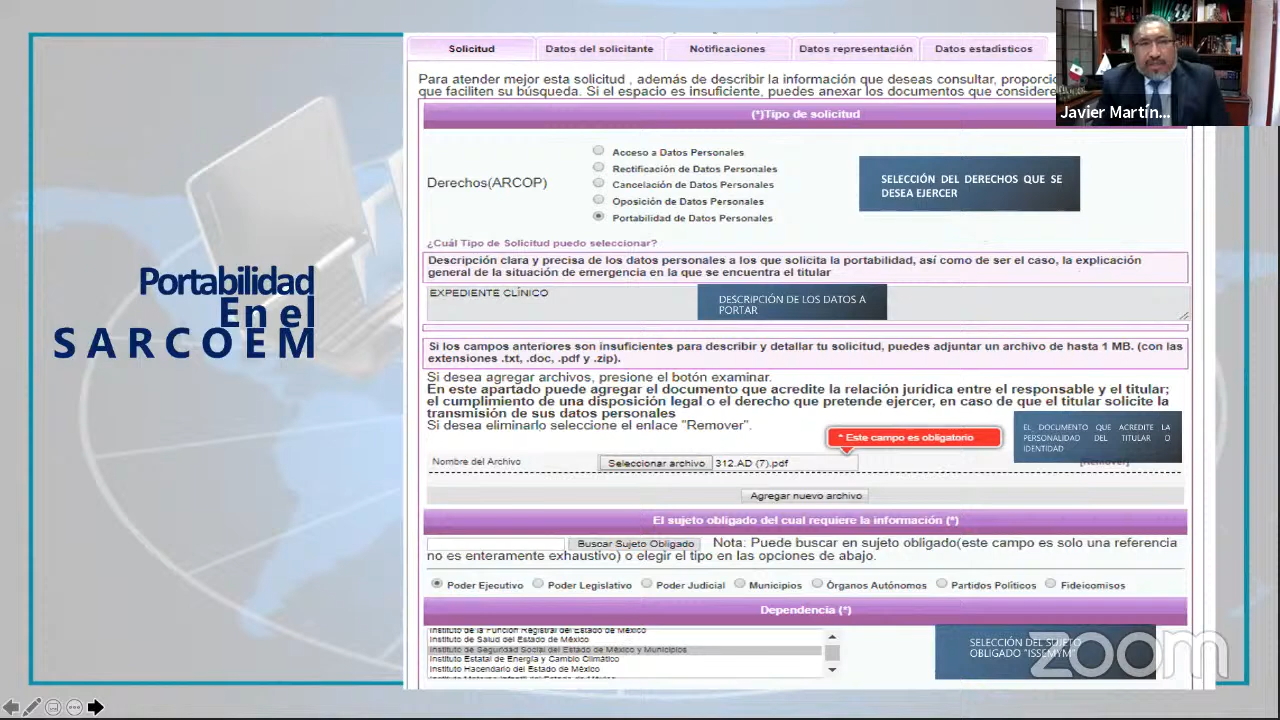 Solicitud
Datos del solicitante
Notificaciones
Datos representación
Datos estadísticos
Para atender mejor esta solicitud , además de describir la información que deseas consultar, proporcio
que faciliten su búsqueda. Si el espacio es insuficiente, puedes anexar los documentos que considere
Javier Martín...
(*)Tipo de solicitud
Derechos(ARCOP)
Acceso a Datos Personales
Rectificación de Datos Personales
Cancelación de Datos Personales
Oposición de Datos Personales
Portabilidad de Datos Personales
SELECCIÓN DEL DERECHOS QUE SE
DESEA EJERCER
¿Cuál Tipo de Solicitud puedo seleccionar?
Descripción clara y precisa de los datos personales a los que solicita la portabilidad, así como de ser el caso, la explicación
general de la situación de emergencia en la que se encuentra el titular
EXPEDIENTE CLÍNICO
DESCRIPCIÓN DE LOS DATOS A
PORTAR
Portabilidad
En el
SARCOEM
Si los campos anteriores son insuficientes para describir y detallar tu solicitud, puedes adjuntar un archivo de hasta 1 MB. (con las
extensiones .txt, .doc, .pdf y .zip).
Si desea agregar archivos, presione el botón examinar.
En este apartado puede agregar el documento que acredite la relación jurídica entre el responsable y el titular;
el cumplimiento de una disposición legal o el derecho que pretende ejercer, en caso de que el titular solicite la
transmisión de sus datos personales
Si desea eliminarlo seleccione el enlace "Remover".
* Este campo es obligatorio
EL DOCUMENTO QUE ACREDITE LA
PERSONALIDAD DEL TITULAR O
IDENTIDAD
Nombre del Archivo
Seleccionar archivo
312.AD (7).pdf
[Remover]
Agregar nuevo archivo
El sujeto obligado del cual requiere la información (*)
Buscar Sujeto Obligado
Nota: Puede buscar en sujeto obligado(este campo es solo una referencia
no es enteramente exhaustivo) o elegir el tipo en las opciones de abajo.
Poder Ejecutivo
Poder Legislativo
Poder Judicial
Municipios
Órganos Autónomos
Partidos Políticos
Fideicomisos
Dependencia (*)
Instituto de la Función Registral del Estado de México
Instituto de Salud del Estado de México
Instituto de Seguridad Social del Estado de México y Municipios
Instituto Estatal de Energía y Cambio Climático
Instituto Hacendario del Estado de México
SELECCIÓN DEL SUJETO
OBLIGADO "ISSEMYM"
zoom